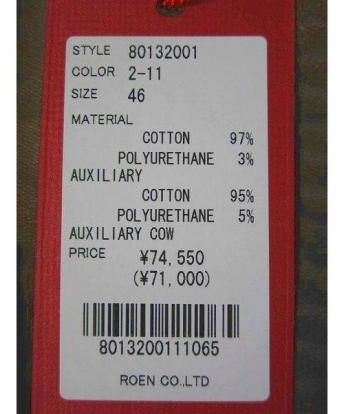 STYLE 80132001
COLOR 2-11
SIZE 46
MATERIAL
COTTON 97%
POLYURETHANE 3%
AUXILIARY
COTTON 95%
POLYURETHANE 5%
AUXILIARY COW
PRICE ¥74,550
(¥71,000)
8013200111065
ROEN CO.,LTD